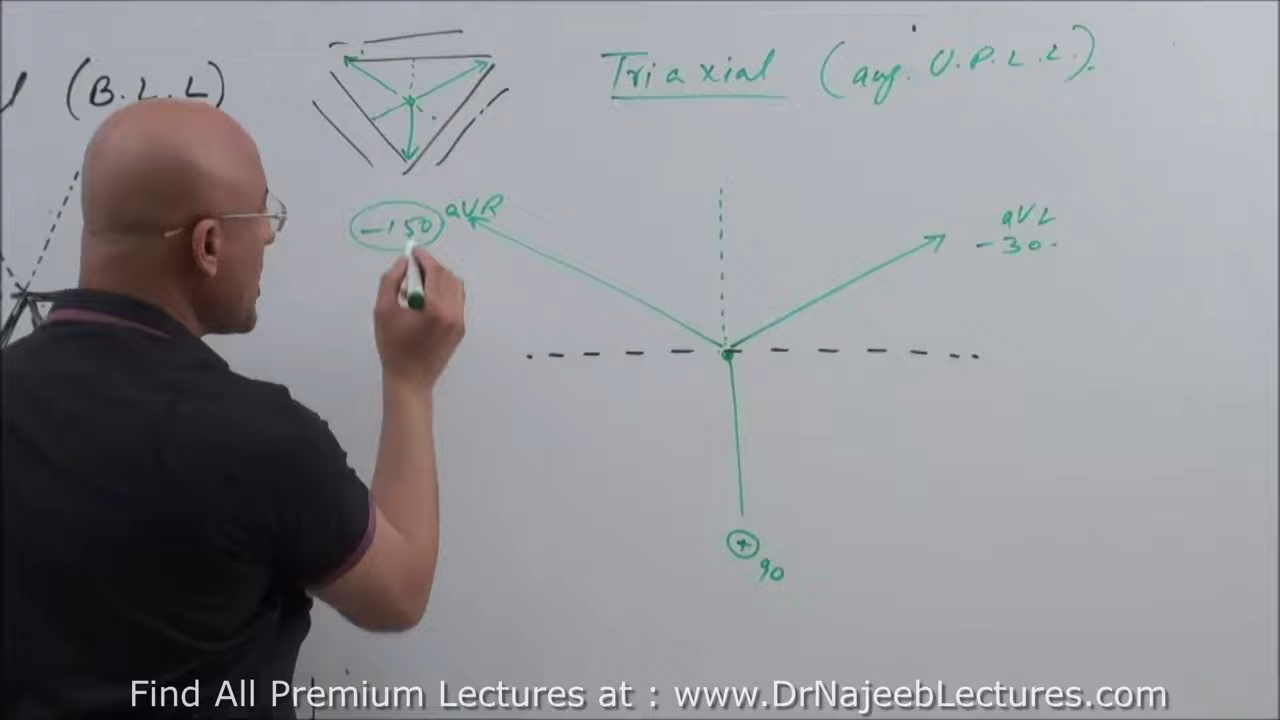 (B.L.L)
Triaxial (aug. U.P.L.L.).
-150 aVR
aVL
-30.
+
90
Find All Premium Lectures at : www.DrNajeebLectures.com